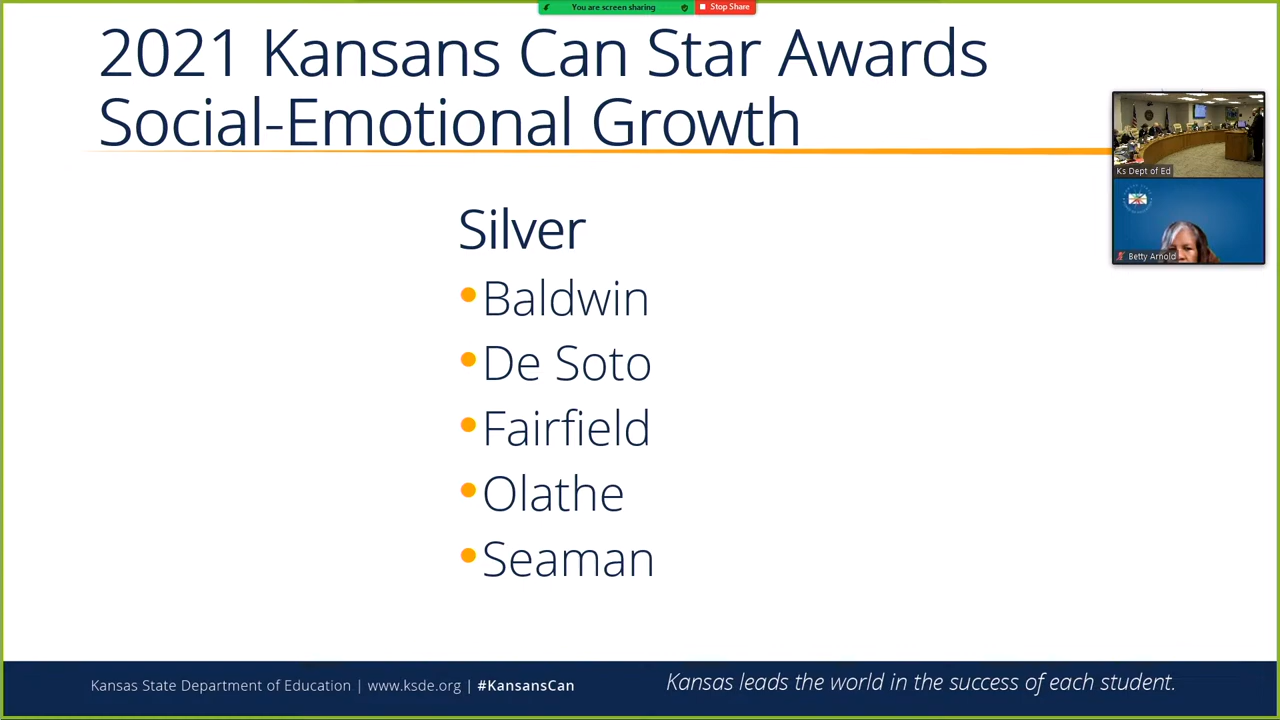 You are screen sharing
Stop Share
2021 Kansans Can Star Awards
Social-Emotional Growth
Ks Dept of Ed
Betty Arnold
Silver
•Baldwin
•De Soto
•Fairfield
•Olathe
•Seaman
Kansas State Department of Education | www.ksde.org | #KansansCan
Kansas leads the world in the success of each student.